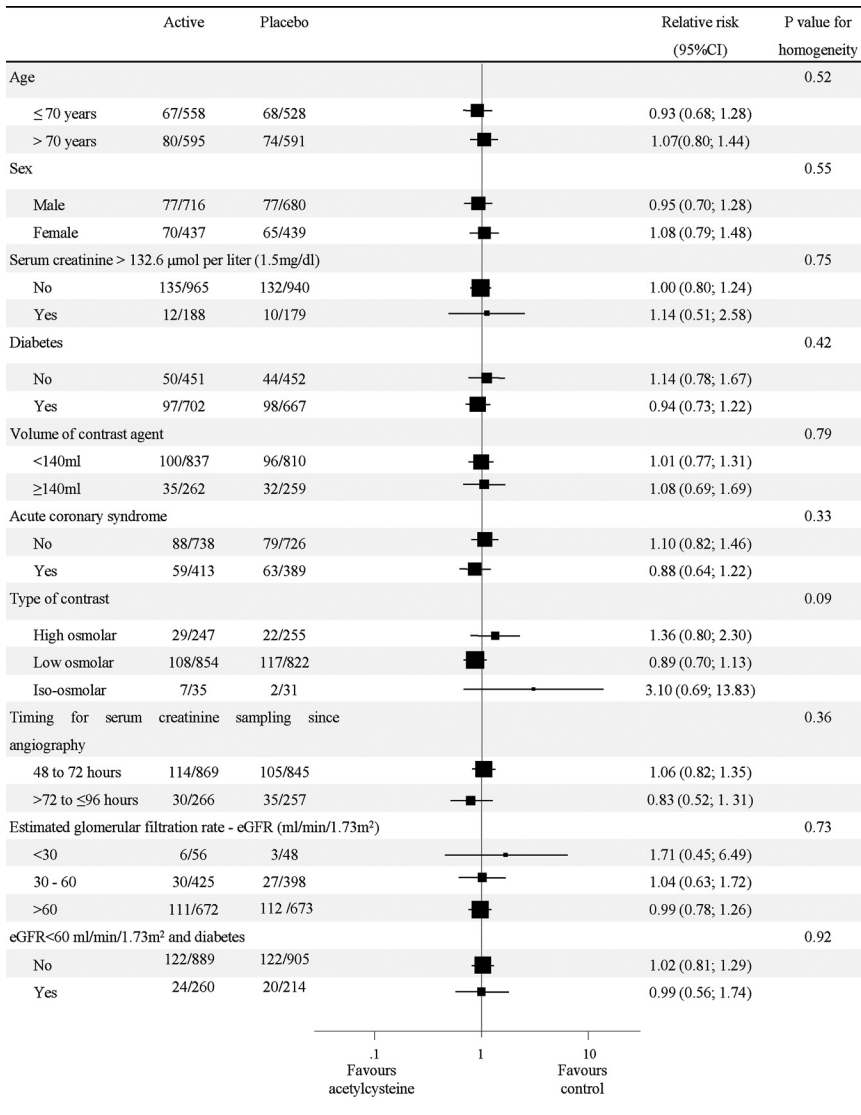 Active Placebo Relative risk P value for
(95%CI) homogeneity
Age 0.52
≤ 70 years 67/558 68/528 0.93 (0.68; 1.28)
> 70 years 80/595 74/591 1.07(0.80; 1.44)
Sex 0.55
Male 77/716 77/680 0.95 (0.70; 1.28)
Female 70/437 65/439 1.08 (0.79; 1.48)
Serum creatinine > 132.6 µmol per liter (1.5mg/dl) 0.75
No 135/965 132/940 1.00 (0.80; 1.24)
Yes 12/188 10/179 1.14 (0.51; 2.58)
Diabetes 0.42
No 50/451 44/452 1.14 (0.78; 1.67)
Yes 97/702 98/667 0.94 (0.73; 1.22)
Volume of contrast agent 0.79
<140ml 100/837 96/810 1.01 (0.77; 1.31)
≥140ml 35/262 32/259 1.08 (0.69; 1.69)
Acute coronary syndrome 0.33
No 88/738 79/726 1.10 (0.82; 1.46)
Yes 59/413 63/389 0.88 (0.64; 1.22)
Type of contrast 0.09
High osmolar 29/247 22/255 1.36 (0.80; 2.30)
Low osmolar 108/854 117/822 0.89 (0.70; 1.13)
Iso-osmolar 7/35 2/31 3.10 (0.69; 13.83)
Timing for serum creatinine sampling since 0.36
angiography
48 to 72 hours 114/869 105/845 1.06 (0.82; 1.35)
>72 to ≤96 hours 30/266 35/257 0.83 (0.52; 1. 31)
Estimated glomerular filtration rate - eGFR (ml/min/1.73m²) 0.73
<30 6/56 3/48 1.71 (0.45; 6.49)
30 - 60 30/425 27/398 1.04 (0.63; 1.72)
>60 111/672 112 /673 0.99 (0.78; 1.26)
eGFR<60 ml/min/1.73m² and diabetes 0.92
No 122/889 122/905 1.02 (0.81; 1.29)
Yes 24/260 20/214 0.99 (0.56; 1.74)
.1 1 10
Favours Favours
acetylcysteine control